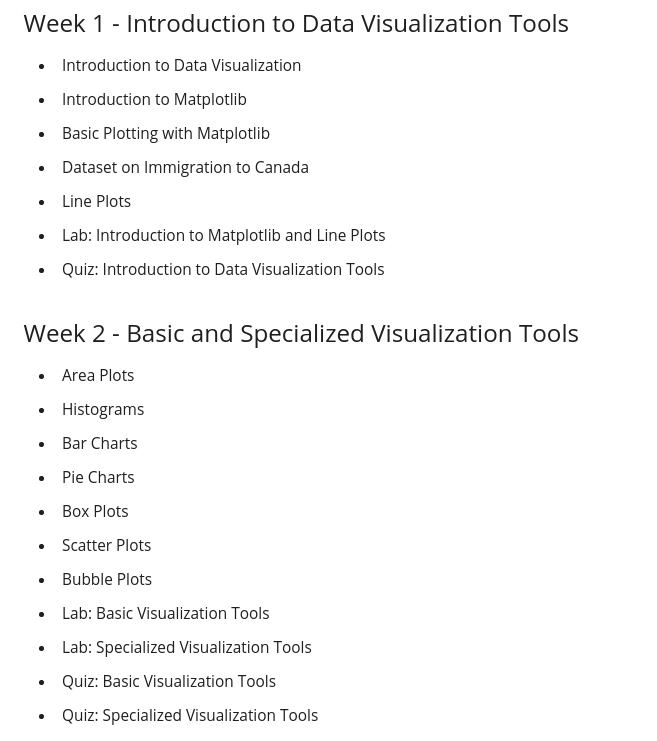 Week 1 - Introduction to Data Visualization Tools
Introduction to Data Visualization
Introduction to Matplotlib
Basic Plotting with Matplotlib
Dataset on Immigration to Canada
Line Plots
Lab: Introduction to Matplotlib and Line Plots
Quiz: Introduction to Data Visualization Tools
Week 2 - Basic and Specialized Visualization Tools
Area Plots
Histograms
Bar Charts
Pie Charts
Box Plots
Scatter Plots
Bubble Plots
Lab: Basic Visualization Tools
Lab: Specialized Visualization Tools
Quiz: Basic Visualization Tools
Quiz: Specialized Visualization Tools